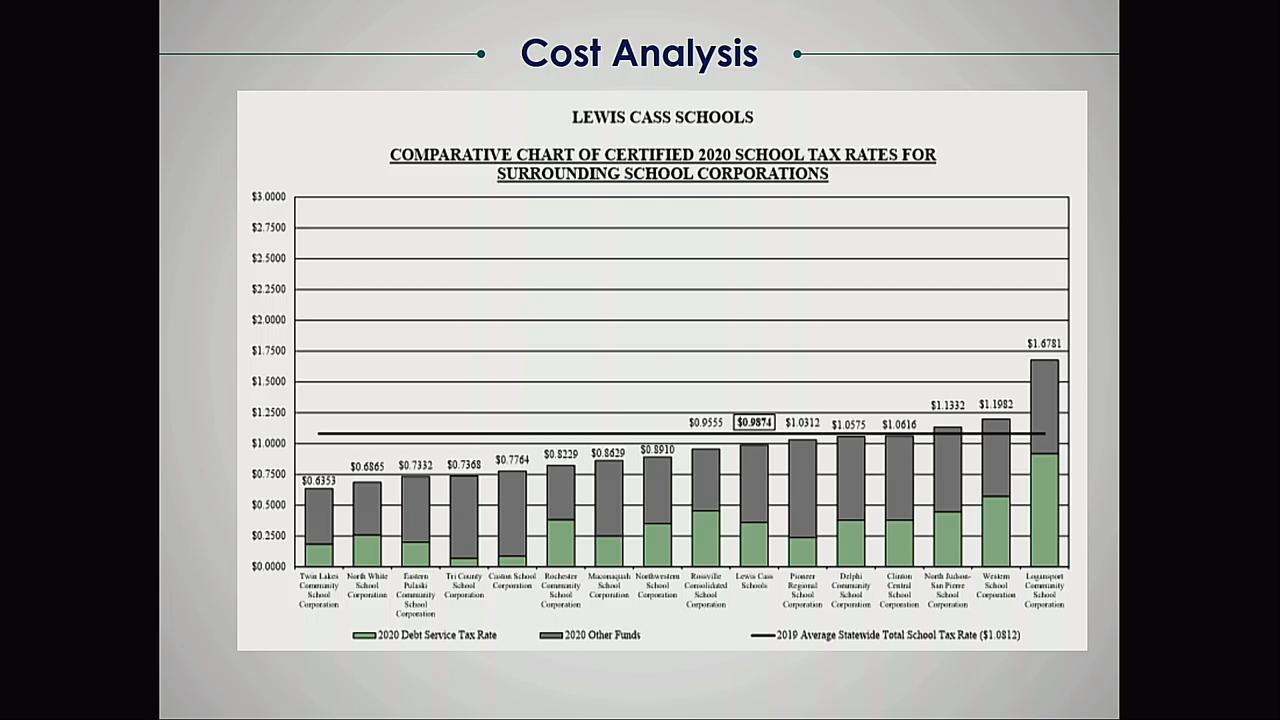 Cost Analysis
LEWIS CASS SCHOOLS
COMPARATIVE CHART OF CERTIFIED 2020 SCHOOL TAX RATES FOR
SURROUNDING SCHOOL CORPORATIONS
$3.0000
$2.7500
$2.5000
$2.2500
$2.0000
$1.7500
$1.5000
$1.2500
$1.0000
$0.7500
$0.5000
$0.2500
$0.0000
$0.6353
$0.6865
$0.7332
$0.7368
$0.7764
$0.8229
$0.8629
$0.8910
$0.9555
$0.9874
$1.0312
$1.0575
$1.0616
$1.1332
$1.1982
$1.6781
Twin Lakes
Community
School
Corporation
North White
School
Corporation
Eastern
Pulaski
Community
School
Corporation
Tri County
School
Corporation
Caston School
Corporation
Rochester
Community
School
Corporation
Maconaquah
School
Corporation
Northwestern
School
Corporation
Rossville
Consolidated
School
Corporation
Lewis Cass
Schools
Pioneer
Regional
School
Corporation
Delphi
Community
School
Corporation
Clinton
Central
School
Corporation
North Judson-
San Pierre
School
Corporation
Western
School
Corporation
Logansport
Community
School
Corporation
2020 Debt Service Tax Rate
2020 Other Funds
2019 Average Statewide Total School Tax Rate ($1.0812)